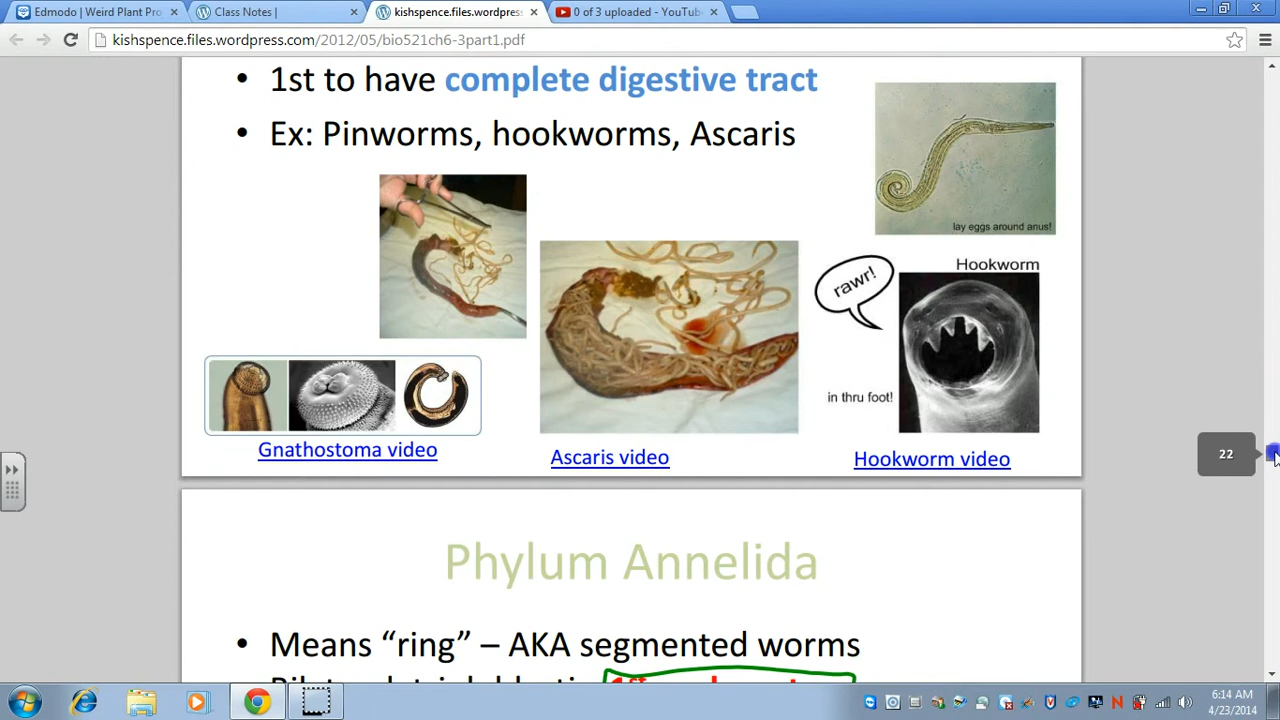 Edmodo | Weird Plant Pro
Class Notes |
kishspence.files.wordpress
0 of 3 uploaded - YouTube
kishspence.files.wordpress.com/2012/05/bio521ch6-3part1.pdf
• 1st to have complete digestive tract
• Ex: Pinworms, hookworms, Ascaris
lay eggs around anus!
Hookworm
rawr!
in thru foot!
Gnathostoma video
Ascaris video
Hookworm video
22
Phylum Annelida
• Means “ring” – AKA segmented worms
6:14 AM
4/23/2014